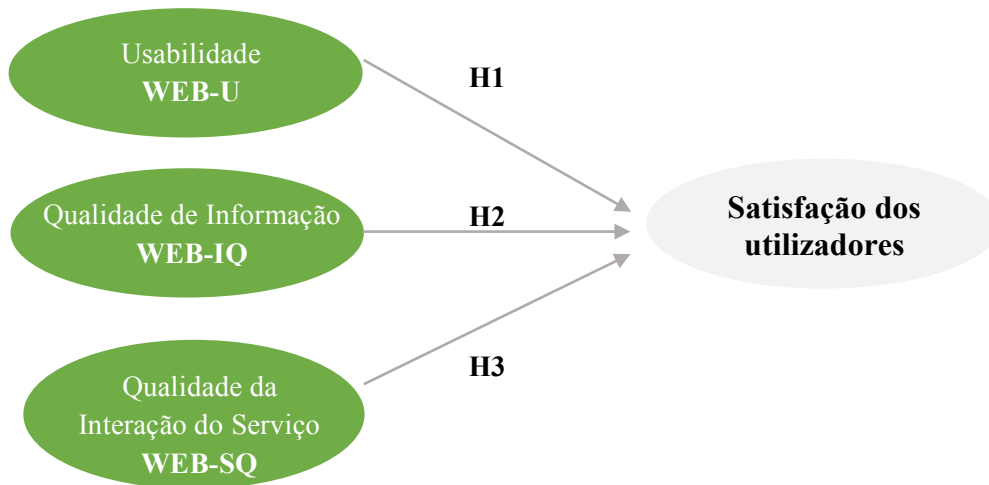 Usabilidade
WEB-U
H1
Qualidade de Informação
WEB-IQ
H2
Satisfação dos
utilizadores
H3
Qualidade da
Interação do Serviço
WEB-SQ